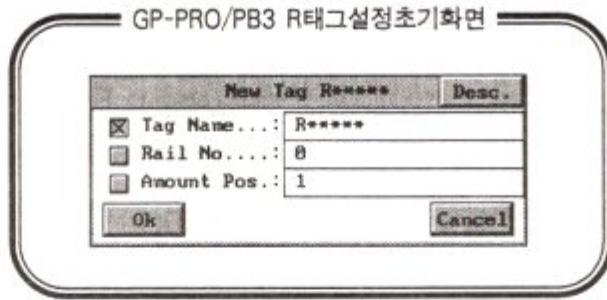 GP-PRO/PB3 R태그설정초기화면
New Tag R***** Desc.
Tag Name...: R*****
Rail No....: 0
Amount Pos.: 1
Ok Cancel